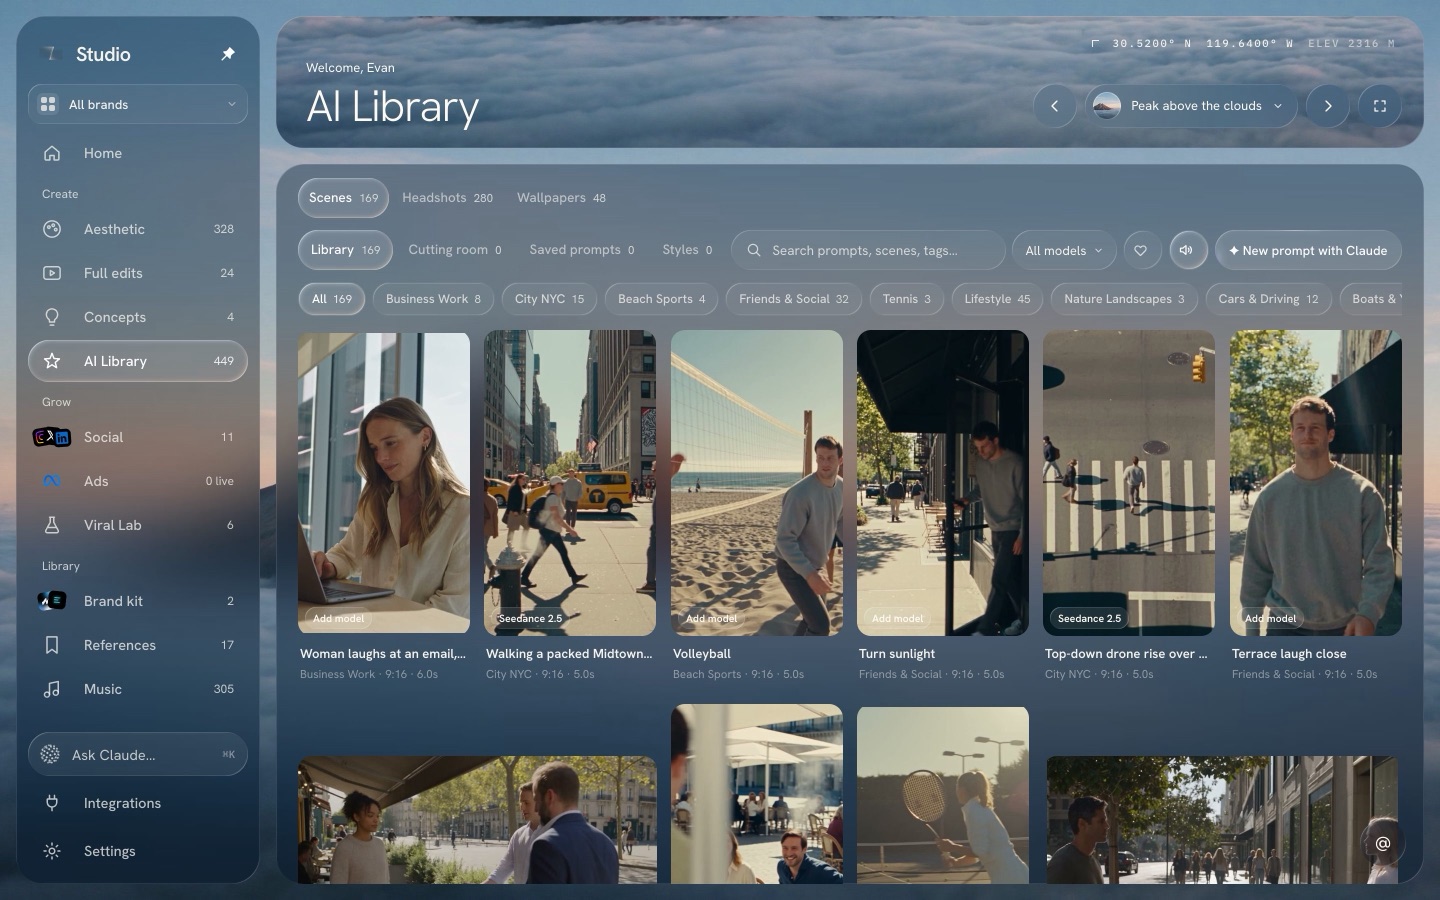 Studio
All brands
Home
Create
Aesthetic 328
Full edits 24
Concepts 4
AI Library 449
Grow
Social 11
Ads 0 live
Viral Lab 6
Library
Brand kit 2
References 17
Music 305
Ask Claude... ⌘K
Integrations
Settings
30.5200° N 119.6400° W ELEV 2316 M
Welcome, Evan
AI Library
Peak above the clouds
Scenes 169 Headshots 280 Wallpapers 48
Library 169 Cutting room 0 Saved prompts 0 Styles 0 Search prompts, scenes, tags... All models ✦ New prompt with Claude
All 169 Business Work 8 City NYC 15 Beach Sports 4 Friends & Social 32 Tennis 3 Lifestyle 45 Nature Landscapes 3 Cars & Driving 12 Boats &
Add model Seedance 2.5 Add model Add model Seedance 2.5 Add model
Woman laughs at an email,... Walking a packed Midtown... Volleyball Turn sunlight Top-down drone rise over ... Terrace laugh close
Business Work · 9:16 · 6.0s City NYC · 9:16 · 5.0s Beach Sports · 9:16 · 5.0s Friends & Social · 9:16 · 5.0s City NYC · 9:16 · 5.0s Friends & Social · 9:16 · 5.0s
@